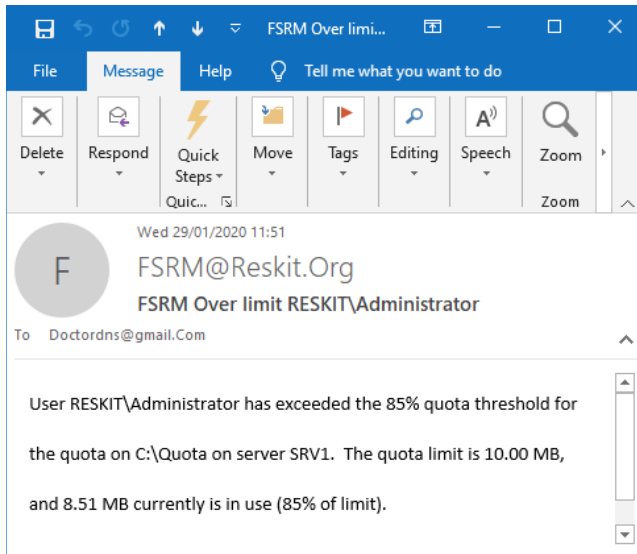 FSRM Over limi...
File Message Help Tell me what you want to do
Delete Respond Quick Steps Move Tags Editing Speech Zoom
Quic... Zoom
Wed 29/01/2020 11:51
F
FSRM@Reskit.Org
FSRM Over limit RESKIT\Administrator
To Doctordns@gmail.Com
User RESKIT\Administrator has exceeded the 85% quota threshold for
the quota on C:\Quota on server SRV1. The quota limit is 10.00 MB,
and 8.51 MB currently is in use (85% of limit).